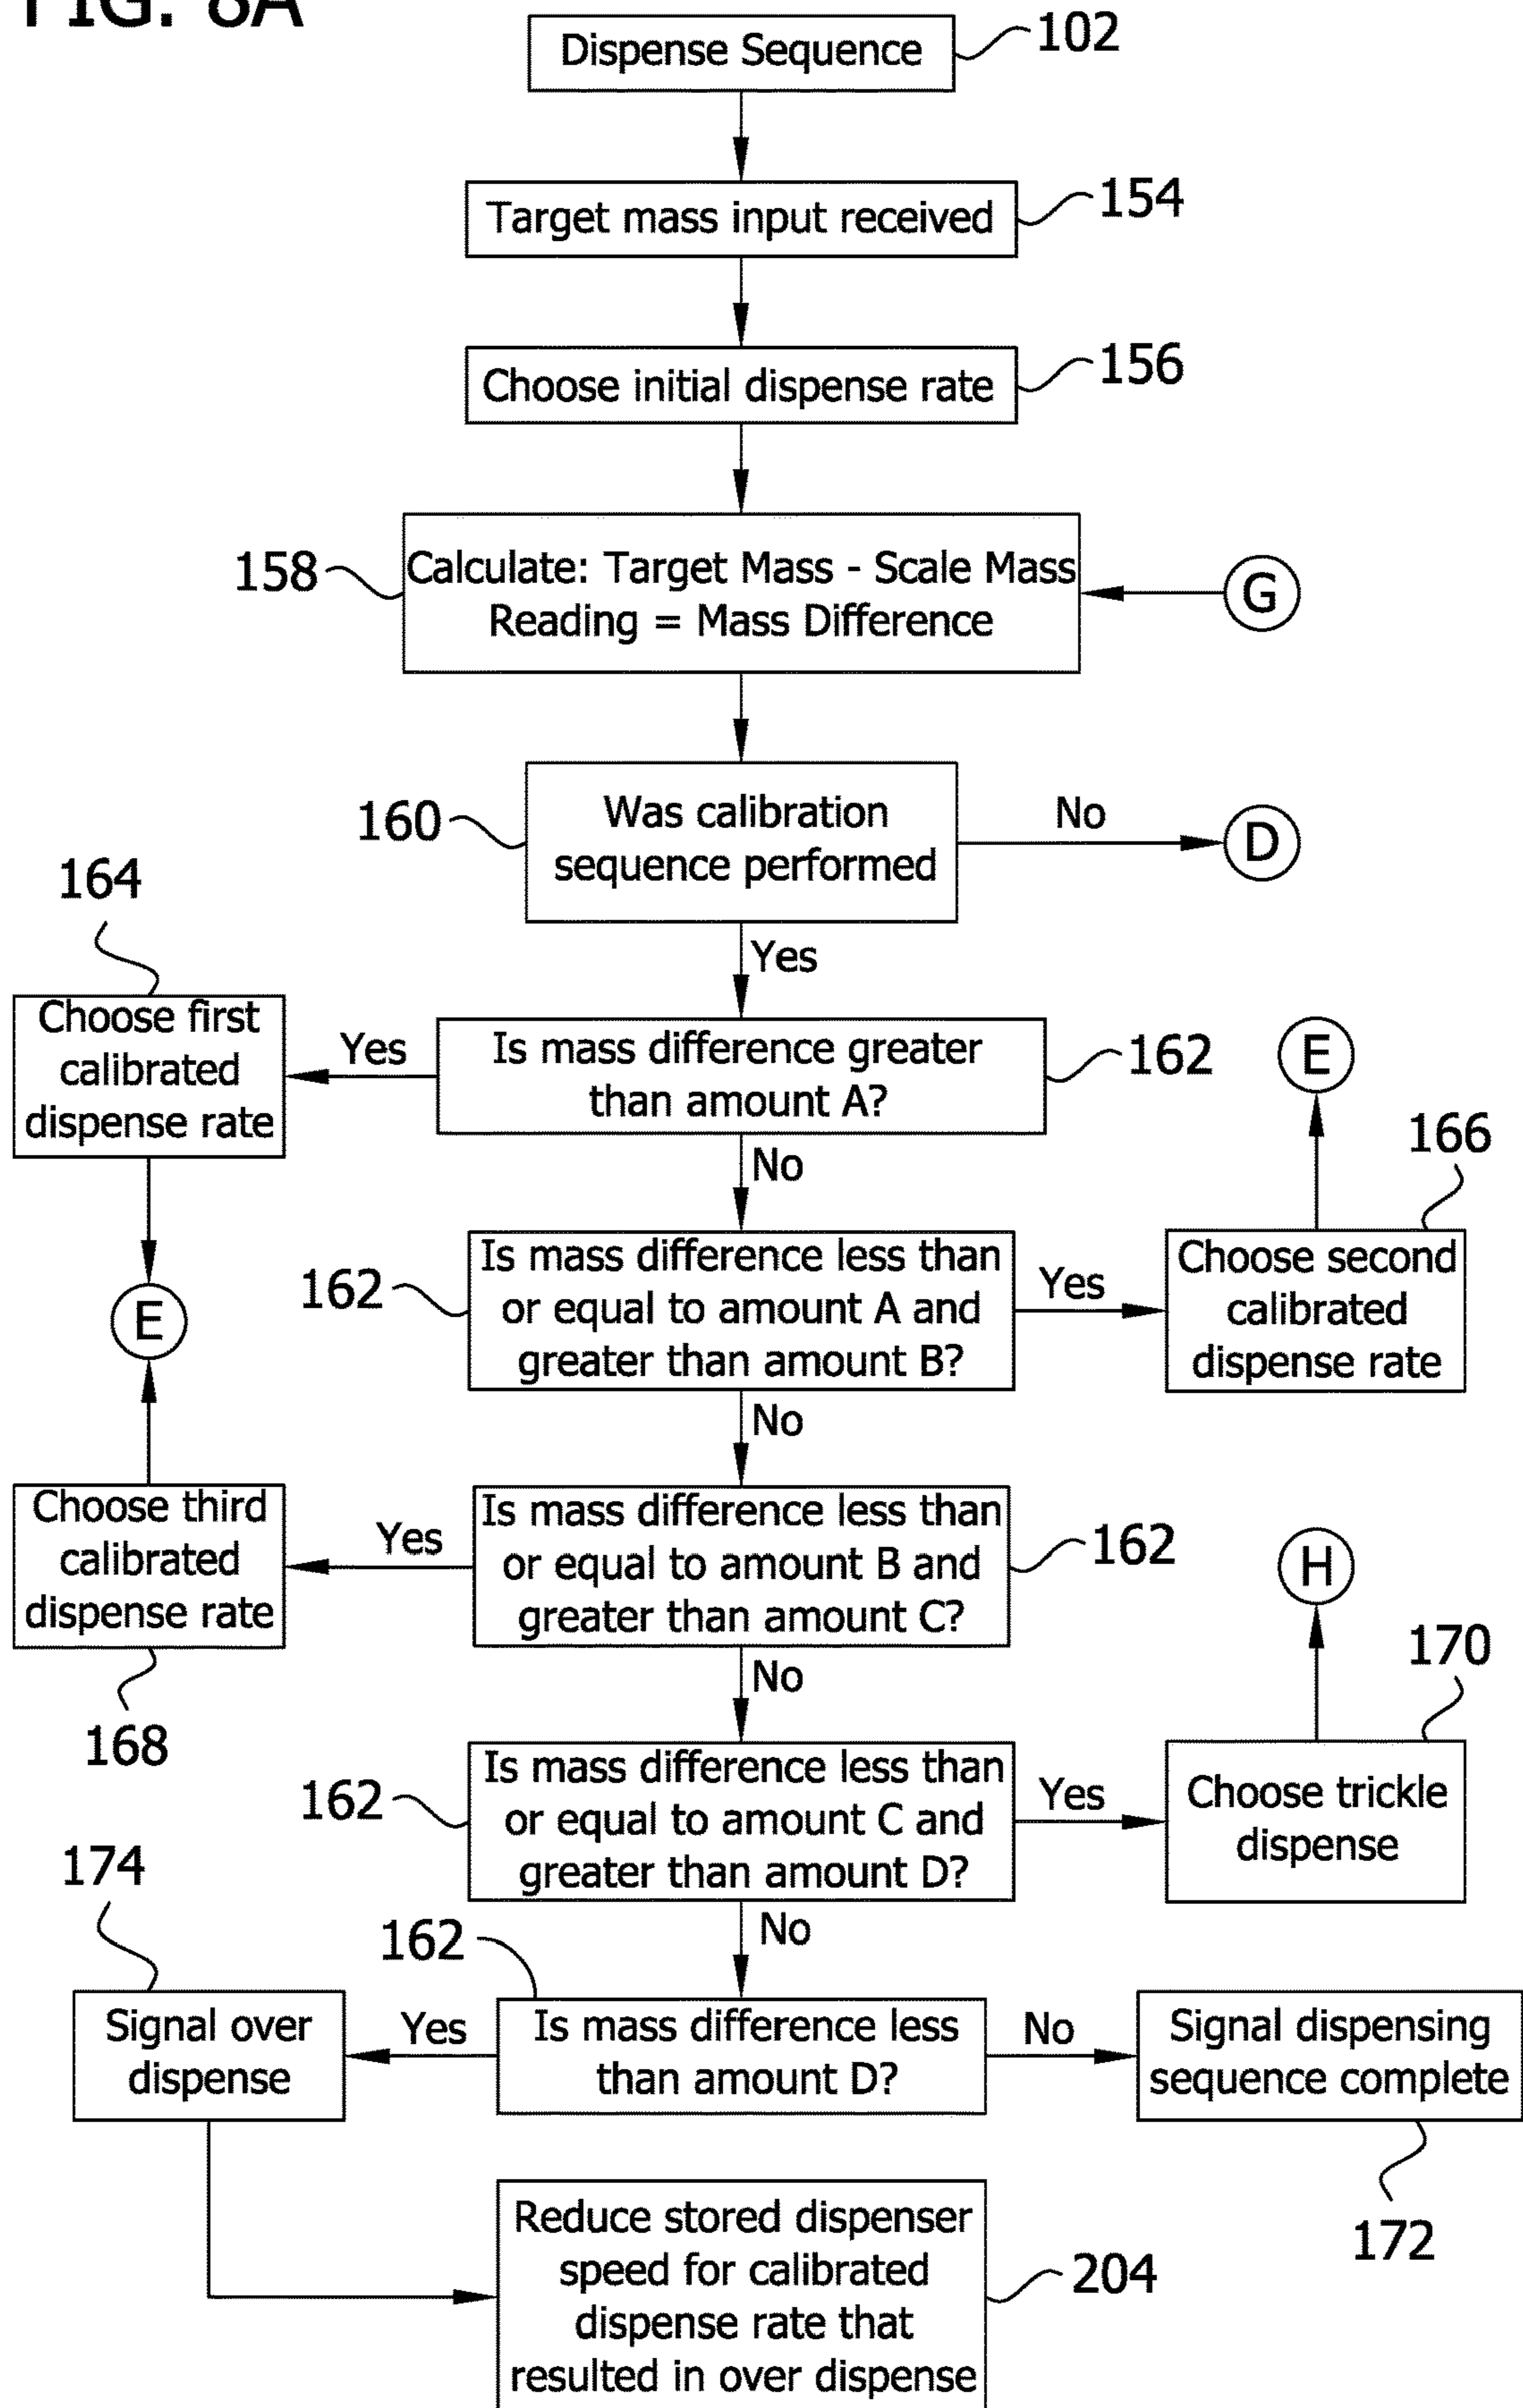 FIG. 8A
Dispense Sequence
102
Target mass input received
154
Choose initial dispense rate
156
158
Calculate: Target Mass - Scale Mass
Reading = Mass Difference
G
160
Was calibration
sequence performed
No
D
Yes
164
Choose first
calibrated
dispense rate
Yes
Is mass difference greater
than amount A?
162
E
No
166
162
Is mass difference less than
or equal to amount A and
greater than amount B?
Yes
Choose second
calibrated
dispense rate
E
No
Choose third
calibrated
dispense rate
Yes
Is mass difference less than
or equal to amount B and
greater than amount C?
162
H
168
No
170
162
Is mass difference less than
or equal to amount C and
greater than amount D?
Yes
Choose trickle
dispense
174
No
162
Signal over
dispense
Yes
Is mass difference less
than amount D?
No
Signal dispensing
sequence complete
172
Reduce stored dispenser
speed for calibrated
dispense rate that
resulted in over dispense
204